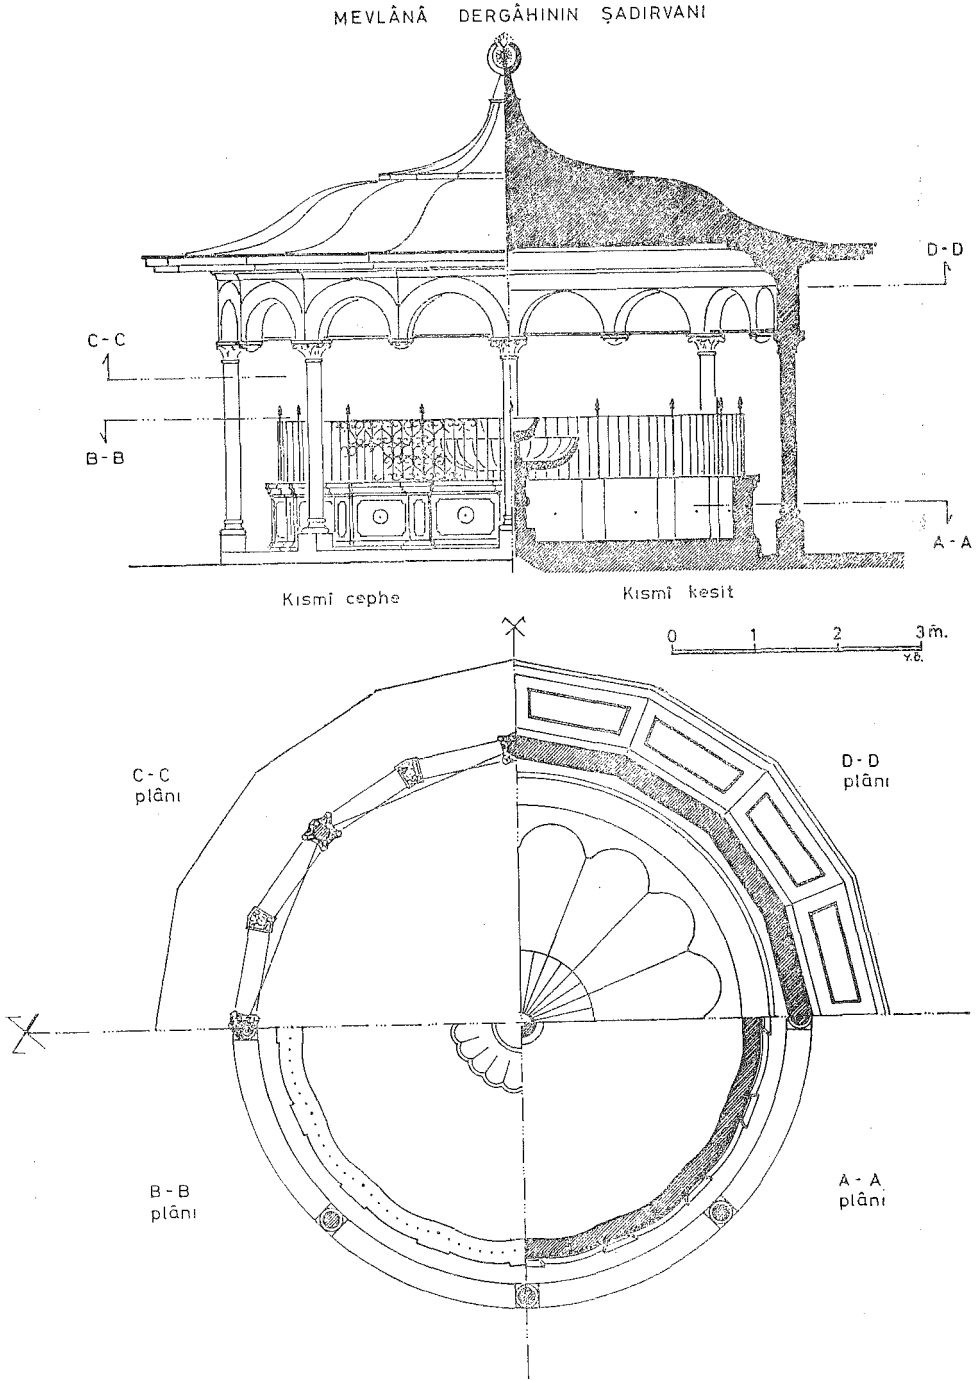 MEVLÂNÂ DERGÂHININ ŞADIRVANI
D-D
C-C
B-B
A-A
Kısmî cephe
Kısmî kesit
0 1 2 3 m.
Y.Ö.
C-C
plânı
D-D
plânı
B-B
plânı
A-A
plânı